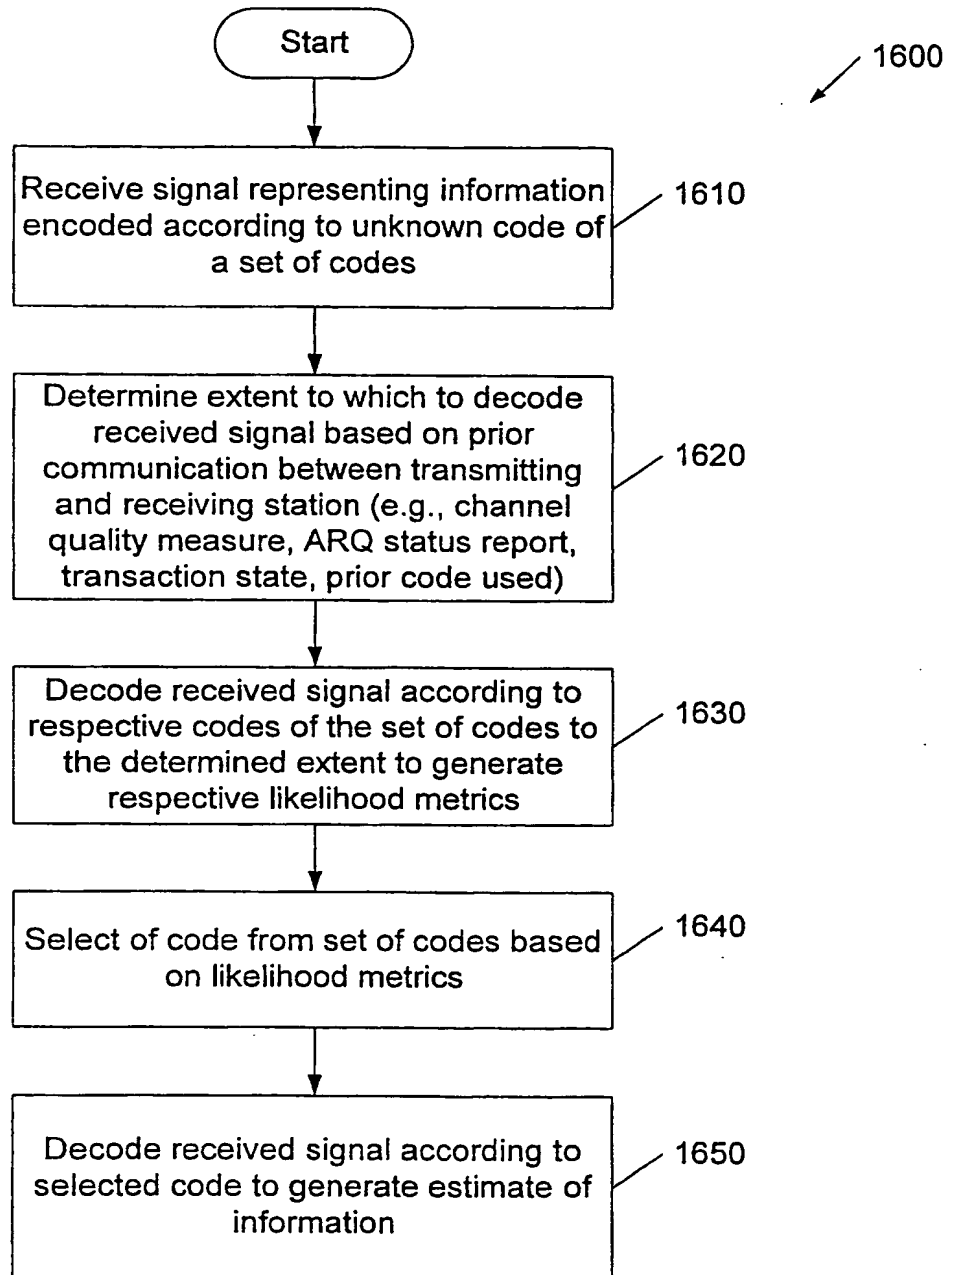 Start
1600
Receive signal representing information
encoded according to unknown code of
a set of codes
1610
Determine extent to which to decode
received signal based on prior
communication between transmitting
and receiving station (e.g., channel
quality measure, ARQ status report,
transaction state, prior code used)
1620
Decode received signal according to
respective codes of the set of codes to
the determined extent to generate
respective likelihood metrics
1630
Select of code from set of codes based
on likelihood metrics
1640
Decode received signal according to
selected code to generate estimate of
information
1650